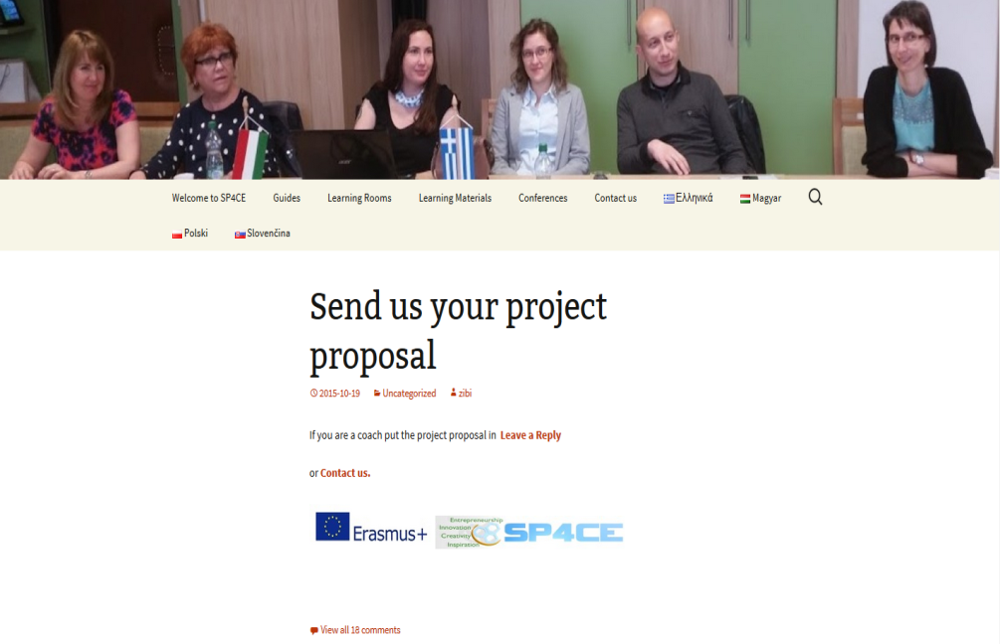 Welcome to SP4CE Guides Learning Rooms Learning Materials Conferences Contact us Ελληνικά Magyar
Polski Slovenčina
Send us your project
proposal
2015-10-19 Uncategorized zibi
If you are a coach put the project proposal in Leave a Reply
or Contact us.
Erasmus+
Entrepreneurship
Innovation
Creativity
Inspiration
SP4CE
View all 18 comments